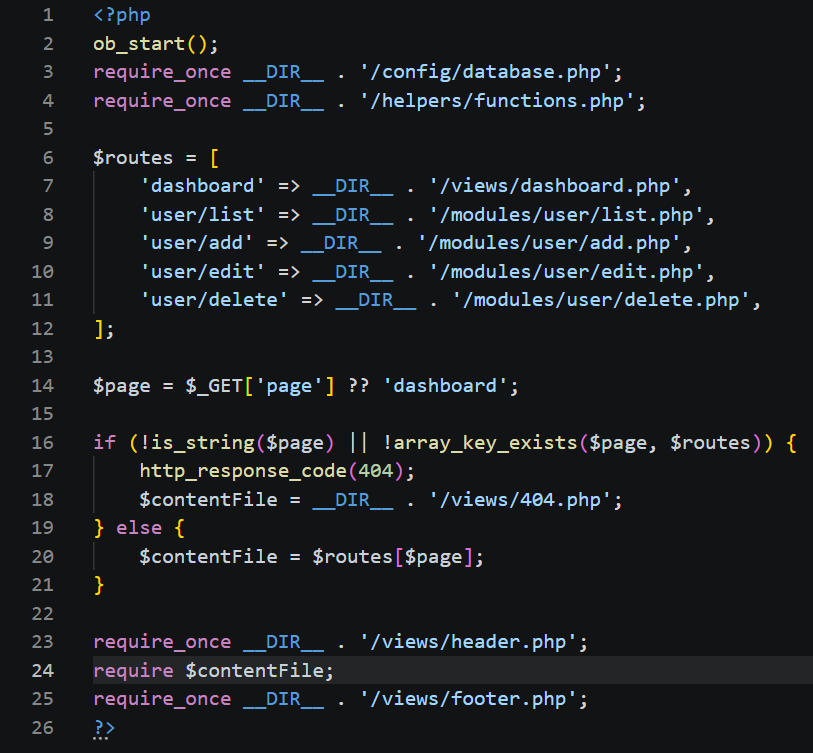 1 <?php
2 ob_start();
3 require_once __DIR__ . '/config/database.php';
4 require_once __DIR__ . '/helpers/functions.php';
5
6 $routes = [
7     'dashboard' => __DIR__ . '/views/dashboard.php',
8     'user/list' => __DIR__ . '/modules/user/list.php',
9     'user/add' => __DIR__ . '/modules/user/add.php',
10     'user/edit' => __DIR__ . '/modules/user/edit.php',
11     'user/delete' => __DIR__ . '/modules/user/delete.php',
12 ];
13
14 $page = $_GET['page'] ?? 'dashboard';
15
16 if (!is_string($page) || !array_key_exists($page, $routes)) {
17     http_response_code(404);
18     $contentFile = __DIR__ . '/views/404.php';
19 } else {
20     $contentFile = $routes[$page];
21 }
22
23 require_once __DIR__ . '/views/header.php';
24 require $contentFile;
25 require_once __DIR__ . '/views/footer.php';
26 ?>